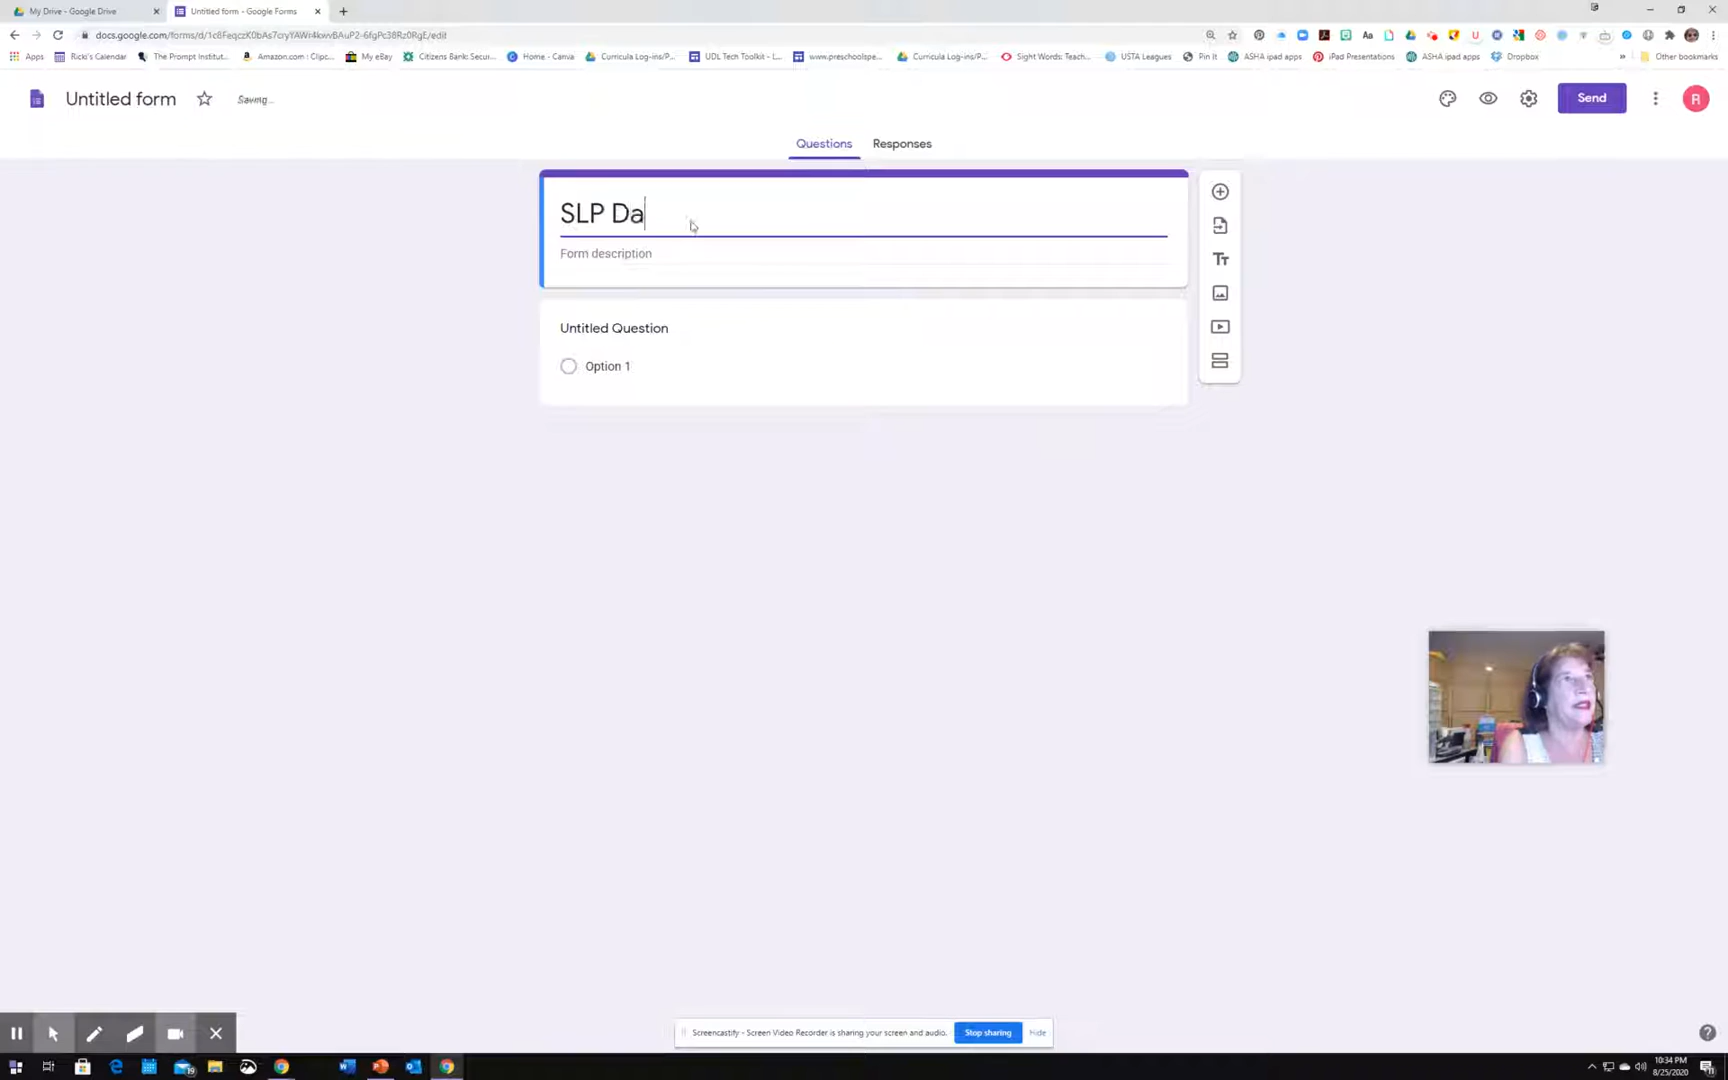 My Drive - Google Drive
Untitled form - Google Forms
docs.google.com/forms/d/1c8FeqczK0bAs7cryYAWr4kwvBAuP2-6fgPc38Rz0RgE/edit
Apps
Ricki's Calendar
The Prompt Institut...
Amazon.com : Clipc...
My eBay
Citizens Bank: Secur...
Home - Canva
Curricula Log-ins/P...
UDL Tech Toolkit - L...
www.preschoolspe...
Curricula Log-ins/P...
Sight Words: Teach...
USTA Leagues
Pin It
ASHA ipad apps
iPad Presentations
ASHA ipad apps
Dropbox
Other bookmarks
Untitled form
Saving...
Send
R
Questions
Responses
SLP Da
Form description
Untitled Question
Option 1
Screencastify - Screen Video Recorder is sharing your screen and audio.
Stop sharing
Hide
10:34 PM
8/25/2020